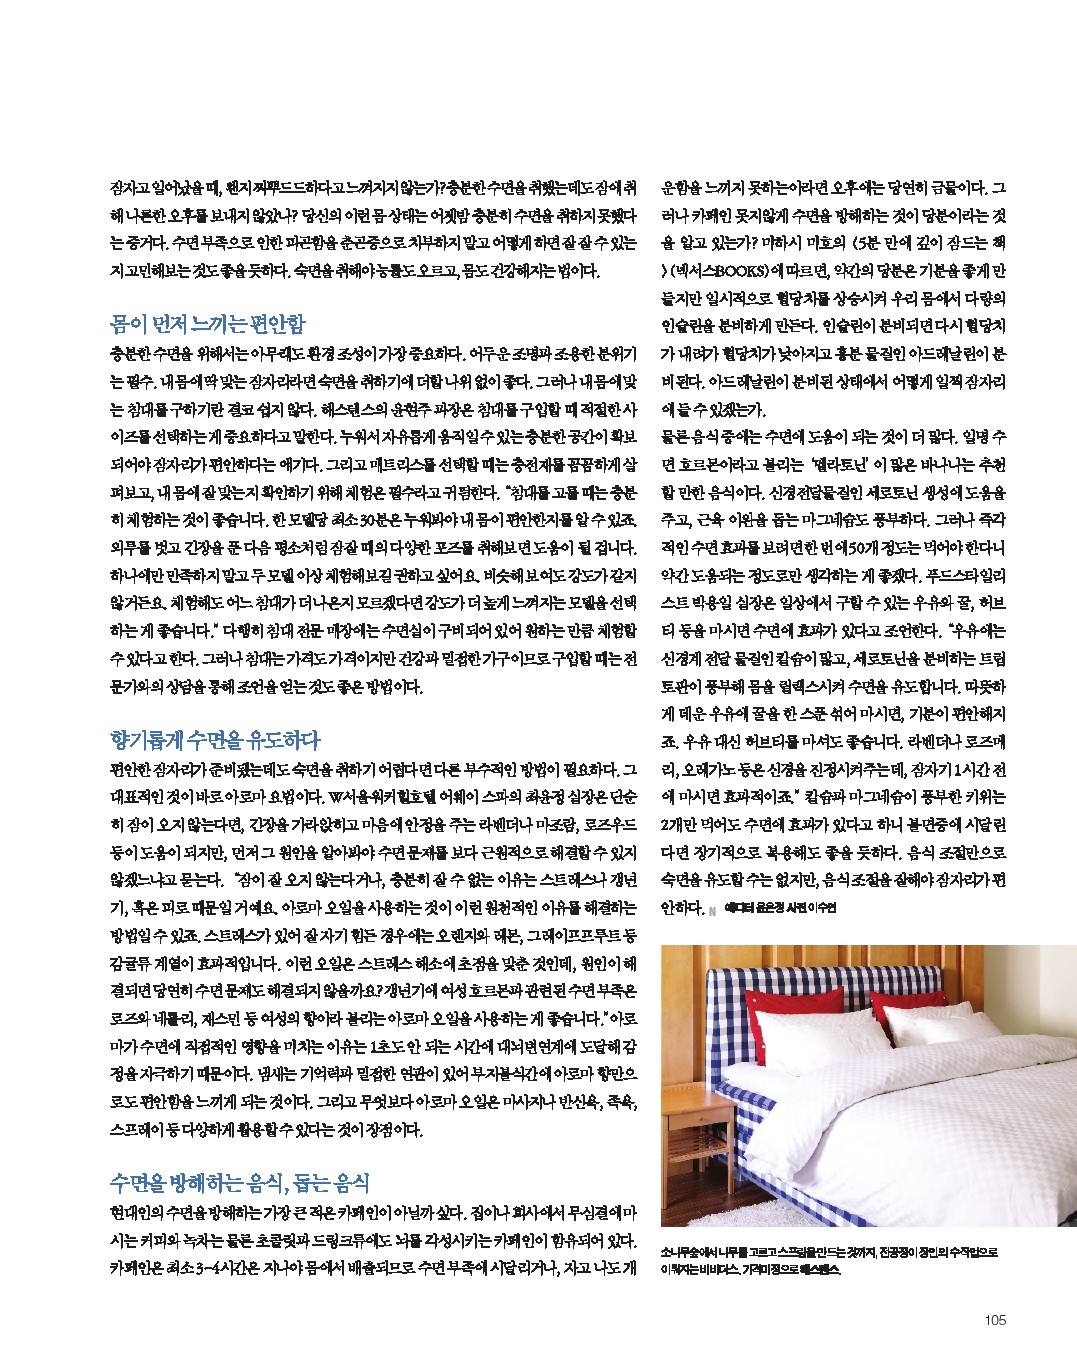 잠자고 일어났을 때, 왠지 찌뿌드드하다고 느껴지지 않는가? 충분한 수면을 취했는데도 잠에 취
해 나른한 오후를 보내지 않았나? 당신의 이런 몸 상태는 어젯밤 충분히 수면을 취하지 못했다
는 증거다. 수면 부족으로 인한 피곤함을 춘곤증으로 치부하지 말고 어떻게 하면 잘 잘 수 있는
지 고민해보는 것도 좋을 듯하다. 숙면을 취해야 능률도 오르고, 몸도 건강해지는 법이다.
몸이 먼저 느끼는 편안함
충분한 수면을 위해서는 아무래도 환경 조성이 가장 중요하다. 어두운 조명과 조용한 분위기
는 필수. 내 몸에 딱 맞는 잠자리라면 숙면을 취하기에 더할 나위 없이 좋다. 그러나 내 몸에 맞
는 침대를 구하기란 결코 쉽지 않다. 해스텐스의 윤현주 과장은 침대를 구입할 때 적절한 사
이즈를 선택하는 게 중요하다고 말한다. 누워서 자유롭게 움직일 수 있는 충분한 공간이 확보
되어야 잠자리가 편안하다는 얘기다. 그리고 매트리스를 선택할 때는 충전재를 꼼꼼하게 살
펴보고, 내 몸에 잘 맞는지 확인하기 위해 체험은 필수라고 귀띔한다. “침대를 고를 때는 충분
히 체험하는 것이 좋습니다. 한 모델당 최소 30분은 누워봐야 내 몸이 편안한지를 알 수 있죠.
외투를 벗고 긴장을 푼 다음 평소처럼 잠잘 때의 다양한 포즈를 취해보면 도움이 될 겁니다.
하나에만 만족하지 말고 두 모델 이상 체험해보길 권하고 싶어요. 비슷해 보여도 강도가 같지
않거든요. 체험해도 어느 침대가 더 나은지 모르겠다면 강도가 더 높게 느껴지는 모델을 선택
하는 게 좋습니다.” 다행히 침대 전문 매장에는 수면실이 구비되어 있어 원하는 만큼 체험할
수 있다고 한다. 그러나 침대는 가격도 가격이지만 건강과 밀접한 가구이므로 구입할 때는 전
문가와의 상담을 통해 조언을 얻는 것도 좋은 방법이다.
향기롭게 수면을 유도하다
편안한 잠자리가 준비됐는데도 숙면을 취하기 어렵다면 다른 부수적인 방법이 필요하다. 그
대표적인 것이 바로 아로마 요법이다. W서울워커힐호텔 어웨이 스파의 최윤정 실장은 단순
히 잠이 오지 않는다면, 긴장을 가라앉히고 마음에 안정을 주는 라벤더나 마조람, 로즈우드
등이 도움이 되지만, 먼저 그 원인을 알아봐야 수면 문제를 보다 근원적으로 해결할 수 있지
않겠느냐고 묻는다. “잠이 잘 오지 않는다거나, 충분히 잘 수 없는 이유는 스트레스나 갱년
기, 혹은 피로 때문일 거예요. 아로마 오일을 사용하는 것이 이런 원천적인 이유를 해결하는
방법일 수 있죠. 스트레스가 있어 잘 자기 힘든 경우에는 오렌지와 레몬, 그레이프프루트 등
감귤류 계열이 효과적입니다. 이런 오일은 스트레스 해소에 초점을 맞춘 것인데, 원인이 해
결되면 당연히 수면 문제도 해결되지 않을까요? 갱년기에 여성 호르몬과 관련된 수면 부족은
로즈와 네롤리, 재스민 등 여성의 향이라 불리는 아로마 오일을 사용하는 게 좋습니다.” 아로
마가 수면에 직접적인 영향을 미치는 이유는 1초도 안 되는 시간에 대뇌변연계에 도달해 감
정을 자극하기 때문이다. 냄새는 기억력과 밀접한 연관이 있어 부지불식간에 아로마 향만으
로도 편안함을 느끼게 되는 것이다. 그리고 무엇보다 아로마 오일은 마사지나 반신욕, 족욕,
스프레이 등 다양하게 활용할 수 있다는 것이 장점이다.
수면을 방해하는 음식, 돕는 음식
현대인의 수면을 방해하는 가장 큰 적은 카페인이 아닐까 싶다. 집이나 회사에서 무심결에 마
시는 커피와 녹차는 물론 초콜릿과 드링크류에도 뇌를 각성시키는 카페인이 함유되어 있다.
카페인은 최소 3~4시간은 지나야 몸에서 배출되므로 수면 부족에 시달리거나, 자고 나도 개
운함을 느끼지 못하는 이라면 오후에는 당연히 금물이다. 그
러나 카페인 못지않게 수면을 방해하는 것이 당분이라는 것
을 알고 있는가? 미하시 미호의 〈5분 만에 깊이 잠드는 책
〉(넥서스BOOKS)에 따르면, 약간의 당분은 기분을 좋게 만
들지만 일시적으로 혈당치를 상승시켜 우리 몸에서 다량의
인슐린을 분비하게 만든다. 인슐린이 분비되면 다시 혈당치
가 내려가 혈당치가 낮아지고 흥분 물질인 아드레날린이 분
비된다. 아드레날린이 분비된 상태에서 어떻게 일찍 잠자리
에 들 수 있겠는가.
물론 음식 중에는 수면에 도움이 되는 것이 더 많다. 일명 수
면 호르몬이라고 불리는 ‘멜라토닌’이 많은 바나나는 추천
할 만한 음식이다. 신경전달물질인 세로토닌 생성에 도움을
주고, 근육 이완을 돕는 마그네슘도 풍부하다. 그러나 즉각
적인 수면 효과를 보려면 한 번에 50개 정도는 먹어야 한다니
약간 도움되는 정도로만 생각하는 게 좋겠다. 푸드스타일리
스트 박용일 실장은 일상에서 구할 수 있는 우유와 꿀, 허브
티 등을 마시면 수면에 효과가 있다고 조언한다. “우유에는
신경계 전달 물질인 칼슘이 많고, 세로토닌을 분비하는 트립
토판이 풍부해 몸을 릴랙스시켜 수면을 유도합니다. 따뜻하
게 데운 우유에 꿀을 한 스푼 섞어 마시면, 기분이 편안해지
죠. 우유 대신 허브티를 마셔도 좋습니다. 라벤더나 로즈메
리, 오레가노 등은 신경을 진정시켜주는데, 잠자기 1시간 전
에 마시면 효과적이죠.” 칼슘과 마그네슘이 풍부한 키위는
2개만 먹어도 수면에 효과가 있다고 하니 불면증에 시달린
다면 장기적으로 복용해도 좋을 듯하다. 음식 조절만으로
숙면을 유도할 수는 없지만, 음식 조절을 잘해야 잠자리가 편
안하다. N 에디터 윤은정 사진 이수연
소나무숲에서 나무를 고르고 스프링을 만드는 것까지, 전 공정이 장인의 수작업으로
이뤄지는 비비더스. 가격미정으로 해스텐스.
105